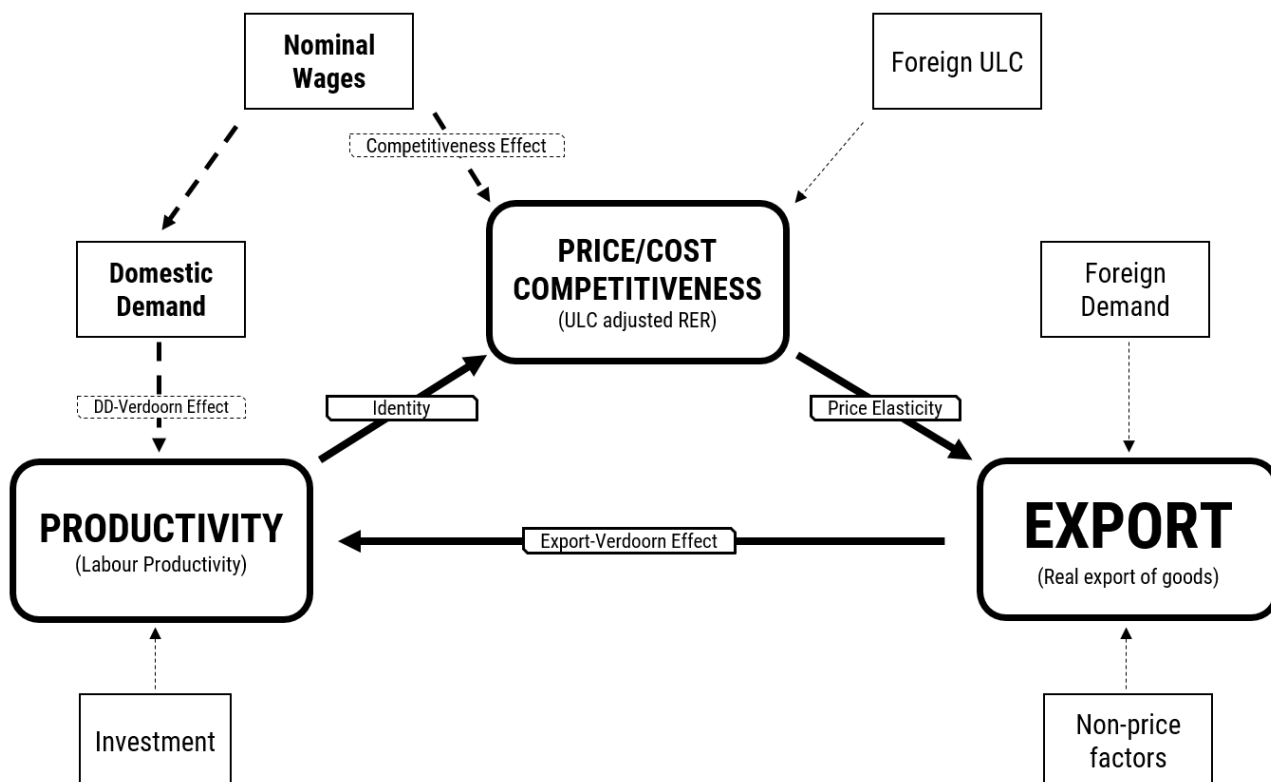 Nominal
Wages
Foreign ULC
Competitiveness Effect
PRICE/COST
COMPETITIVENESS
(ULC adjusted RER)
Domestic
Demand
Foreign
Demand
DD-Verdoorn Effect
Identity
Price Elasticity
PRODUCTIVITY
(Labour Productivity)
Export-Verdoorn Effect
EXPORT
(Real export of goods)
Investment
Non-price
factors